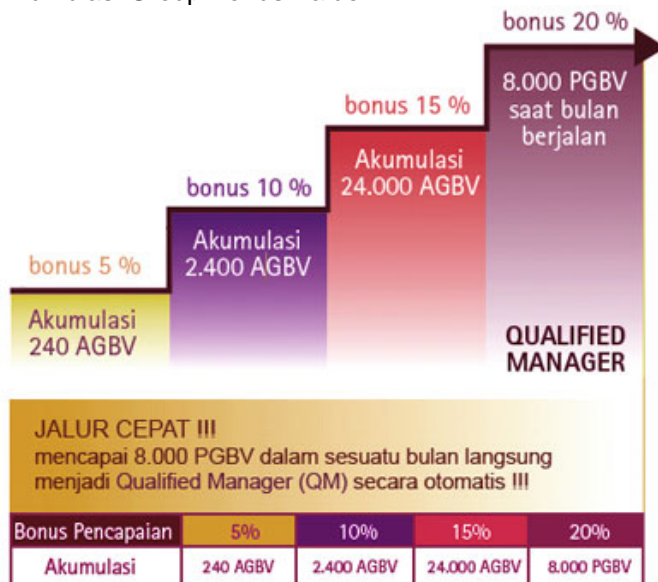 bonus 20 %
8.000 PGBV
saat bulan
berjalan
bonus 15 %
Akumulasi
24.000 AGBV
bonus 10 %
Akumulasi
2.400 AGBV
bonus 5 %
Akumulasi
240 AGBV
QUALIFIED
MANAGER
JALUR CEPAT !!!
mencapai 8.000 PGBV dalam sesuatu bulan langsung
menjadi Qualified Manager (QM) secara otomatis !!!
Bonus Pencapaian 5% 10% 15% 20%
Akumulasi 240 AGBV 2.400 AGBV 24.000 AGBV 8.000 PGBV